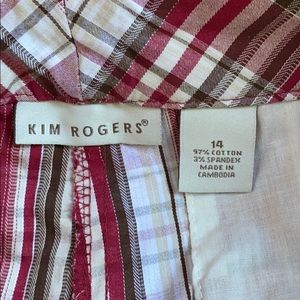 KIM ROGERS®
14
97% COTTON
3% SPANDEX
MADE IN
CAMBODIA